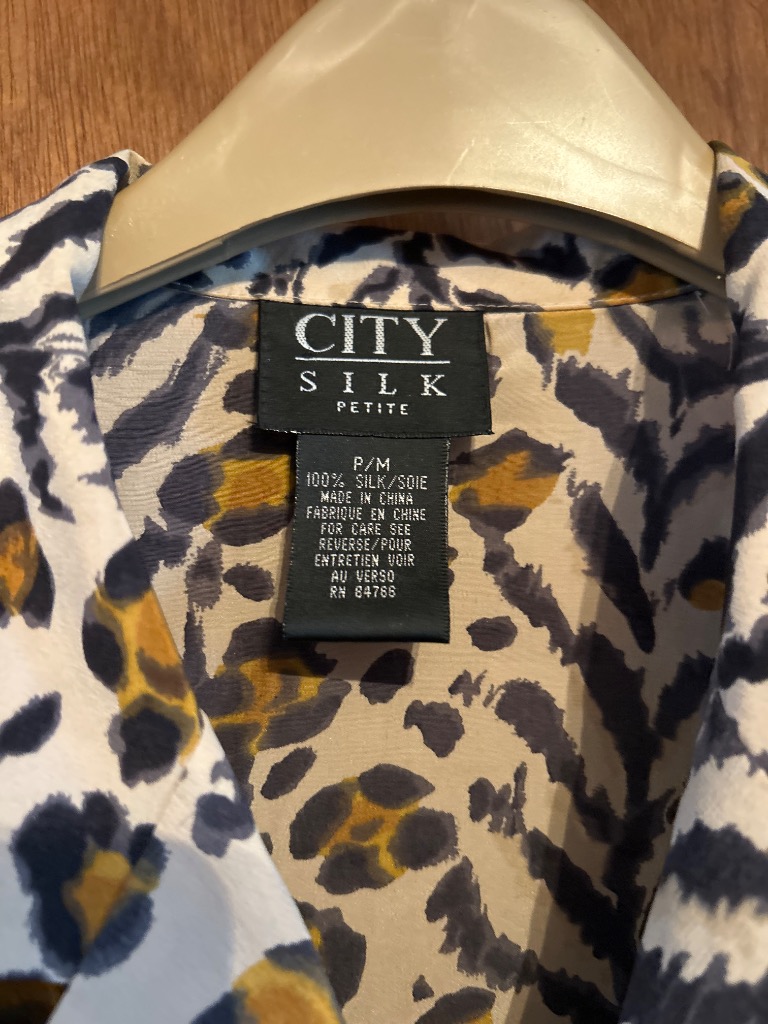 CITY
SILK
PETITE
P/M
100% SILK/SOIE
MADE IN CHINA
FABRIQUE EN CHINE
FOR CARE SEE
REVERSE/POUR
ENTRETIEN VOIR
AU VERSO
RN 84766